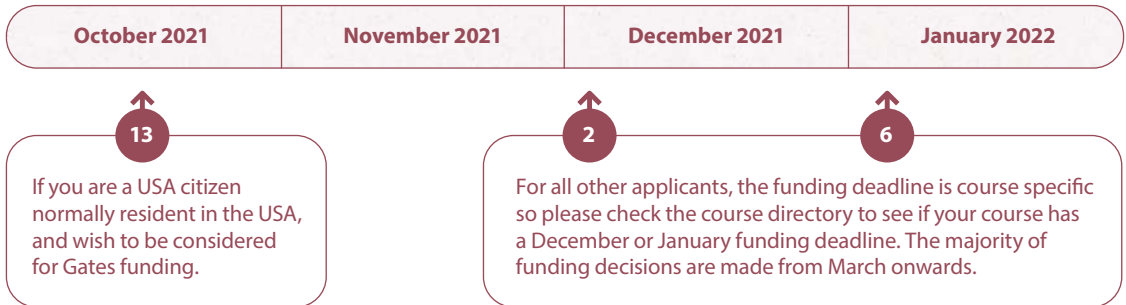 October 2021
November 2021
December 2021
January 2022
13
2
6
If you are a USA citizen
normally resident in the USA,
and wish to be considered
for Gates funding.
For all other applicants, the funding deadline is course specific
so please check the course directory to see if your course has
a December or January funding deadline. The majority of
funding decisions are made from March onwards.